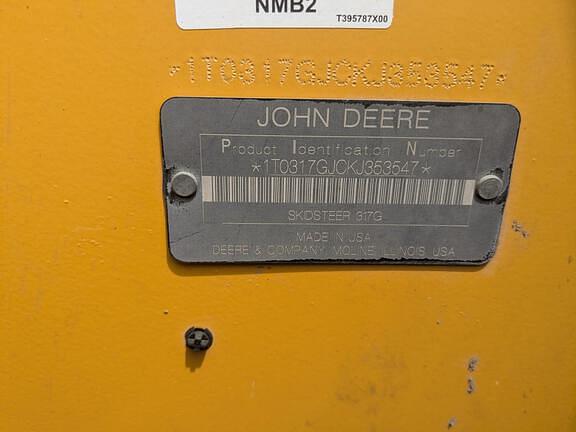 NMB2
T395787X00
*1T0317GJCKJ353547*
JOHN DEERE
Product Identification Number
*1T0317GJCKJ353547*
SKIDSTEER 317G
MADE IN USA
DEERE & COMPANY MOLINE ILLINOIS USA